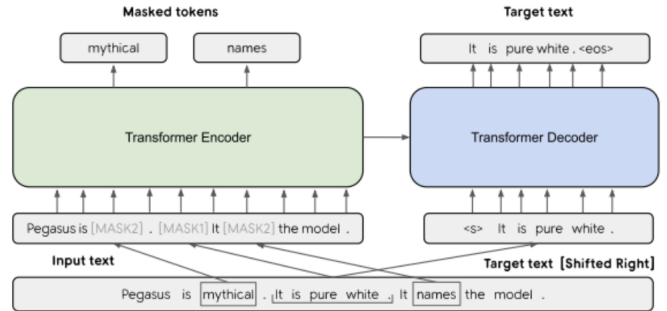 Masked tokens
Target text
mythical
names
It is pure white . <eos>
Transformer Encoder
Transformer Decoder
Pegasus is [MASK2] . [MASK1] It [MASK2] the model .
<s> It is pure white .
Input text
Target text [Shifted Right]
Pegasus is mythical . It is pure white . It names the model .